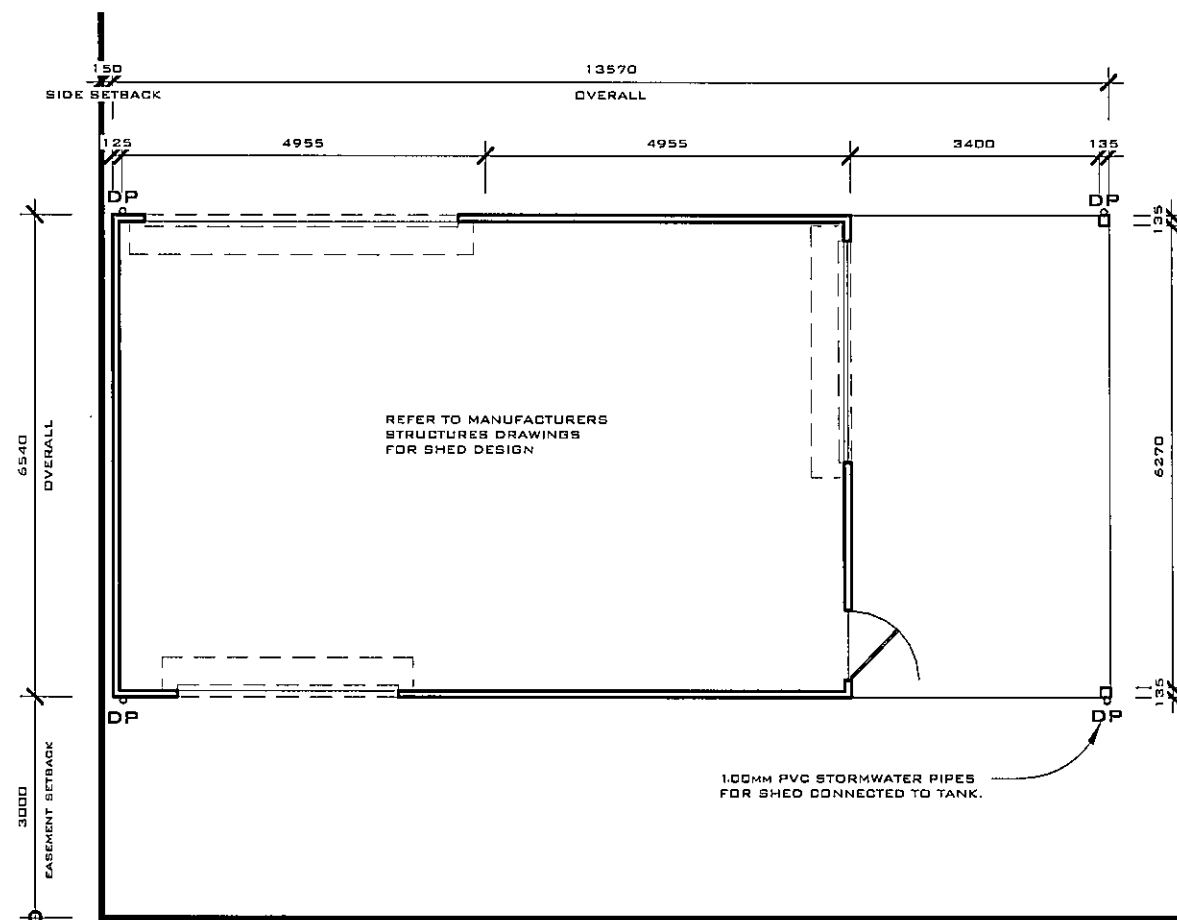 150
13570
SIDE SETBACK
OVERALL
125
4955
4955
3400
135
DP
DP
135
REFER TO MANUFACTURERS
STRUCTURES DRAWINGS
FOR SHED DESIGN
6540
OVERALL
6270
135
DP
DP
100MM PVC STORMWATER PIPES
FOR SHED CONNECTED TO TANK.
3000
EASEMENT SETBACK